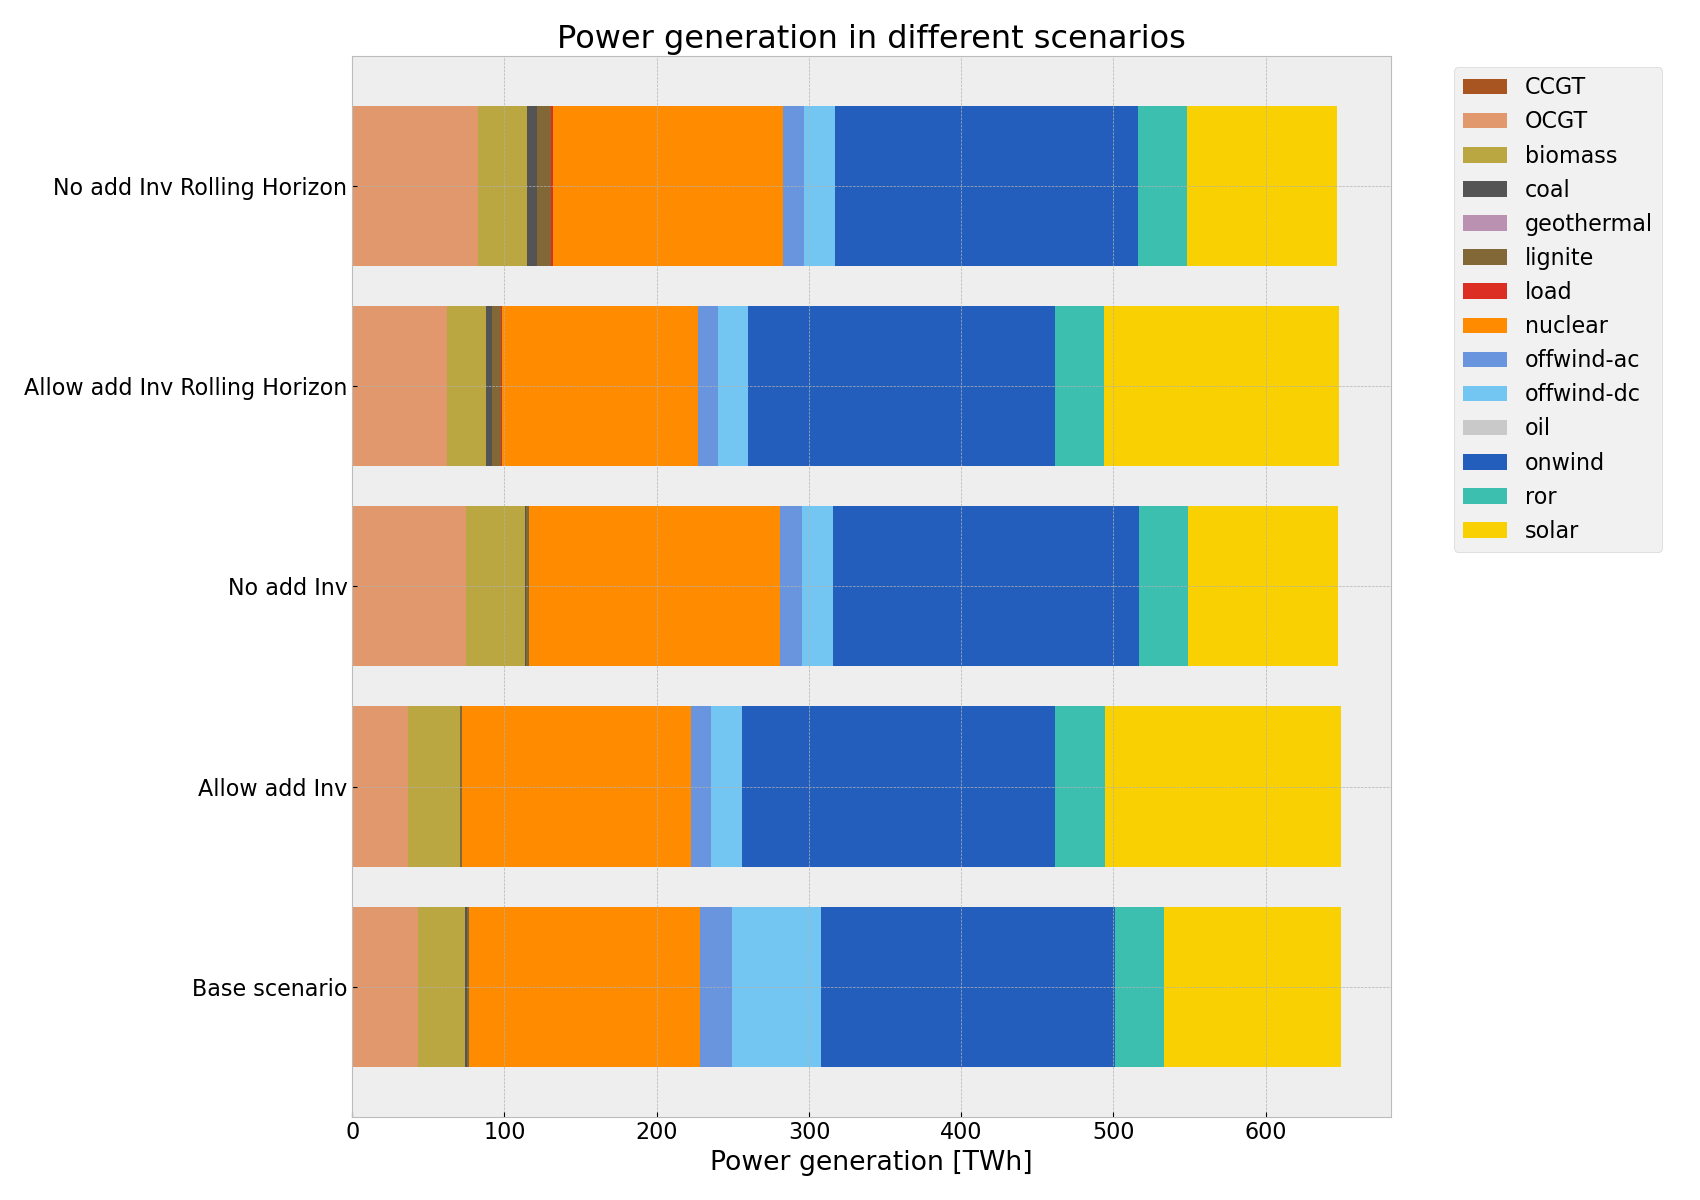 Power generation in different scenarios
No add Inv Rolling Horizon
Allow add Inv Rolling Horizon
No add Inv
Allow add Inv
Base scenario
0 100 200 300 400 500 600
Power generation [TWh]
CCGT
OCGT
biomass
coal
geothermal
lignite
load
nuclear
offwind-ac
offwind-dc
oil
onwind
ror
solar